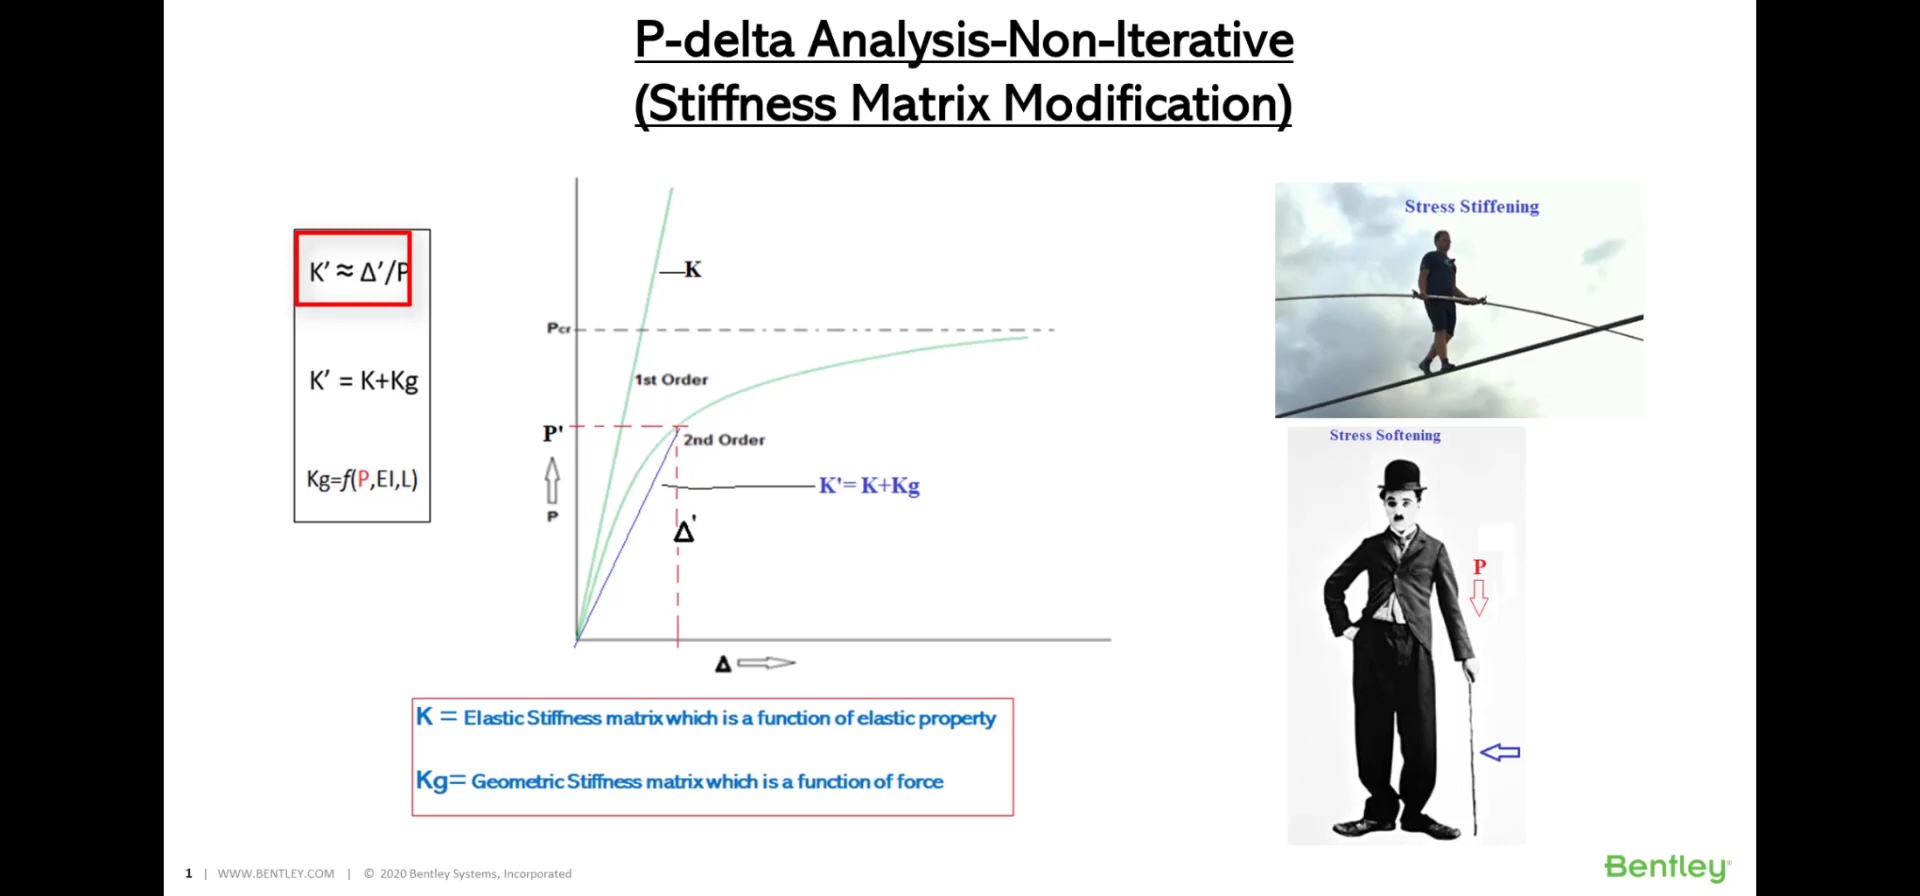 P-delta Analysis-Non-Iterative
(Stiffness Matrix Modification)
K’ ≈ Δ’/P
K’ = K+Kg
Kg=f(P,EI,L)
K
Pcr
1st Order
P'
2nd Order
K'= K+Kg
P
Δ'
Δ
K = Elastic Stiffness matrix which is a function of elastic property
Kg= Geometric Stiffness matrix which is a function of force
Stress Stiffening
Stress Softening
P
1 | WWW.BENTLEY.COM | © 2020 Bentley Systems, Incorporated
Bentley®